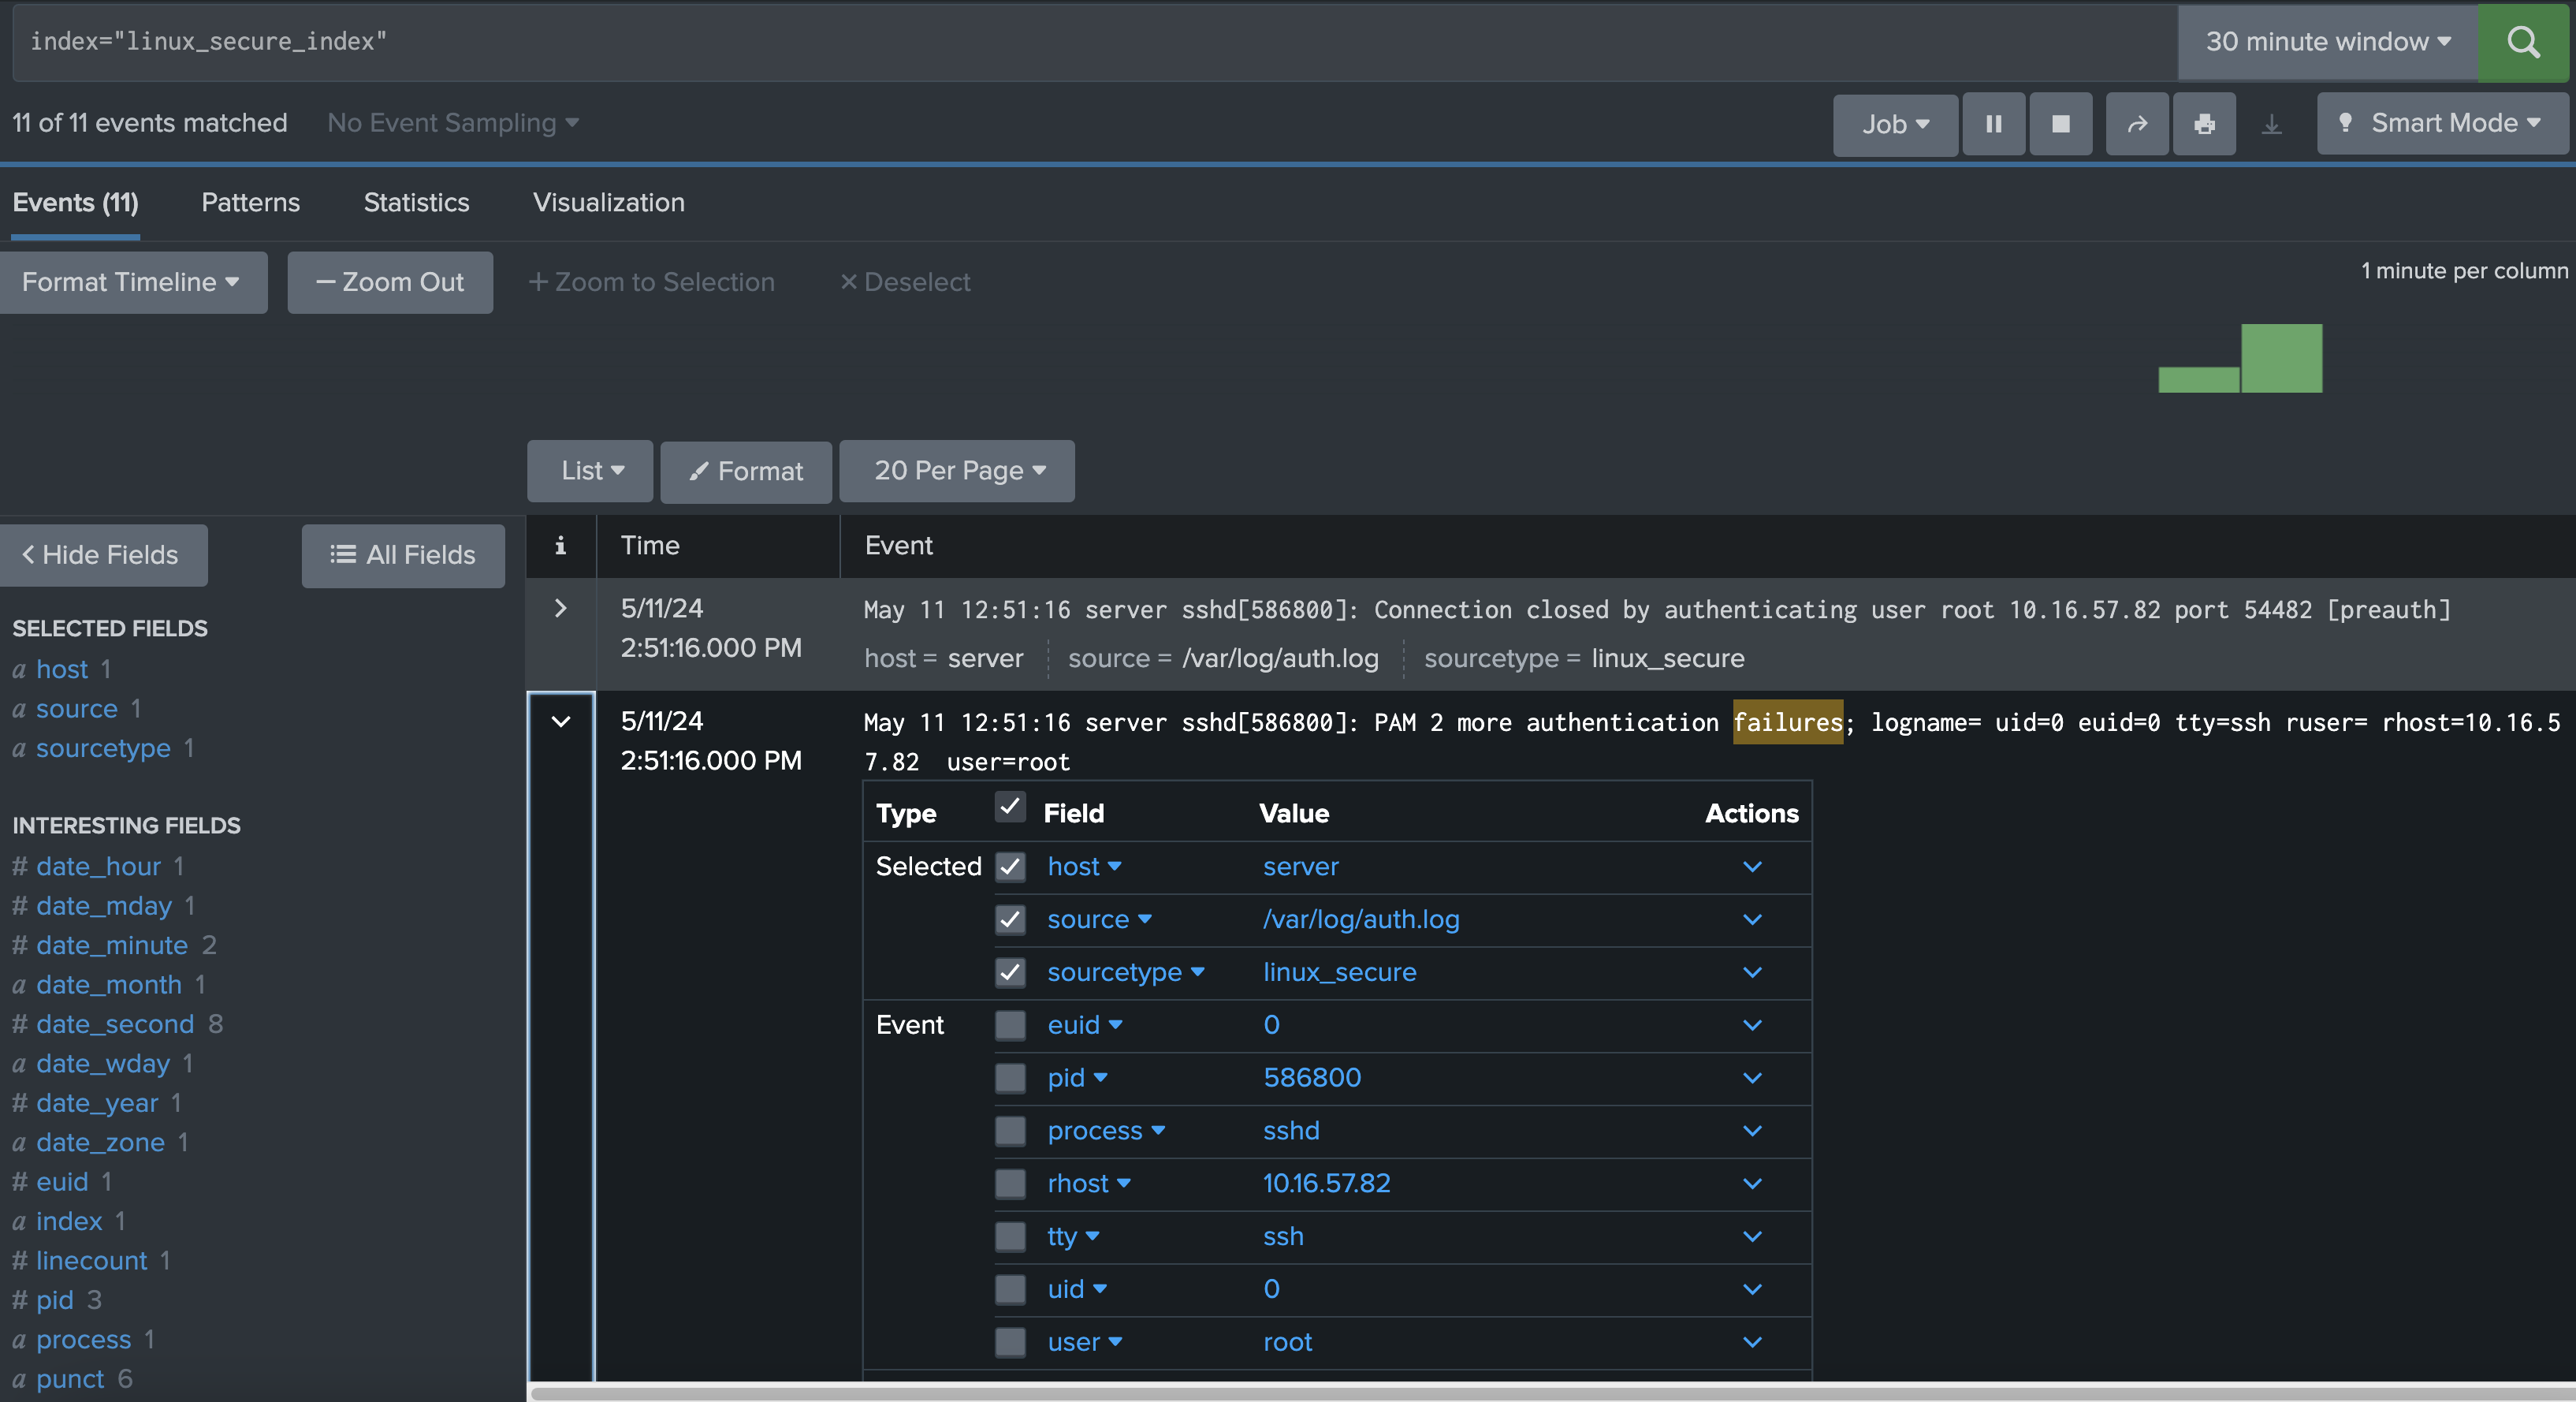 index="linux_secure_index"
30 minute window
11 of 11 events matched
No Event Sampling
Job
Smart Mode
Events (11)
Patterns
Statistics
Visualization
Format Timeline
— Zoom Out
+ Zoom to Selection
× Deselect
1 minute per column
List
Format
20 Per Page
< Hide Fields
All Fields
i
Time
Event
SELECTED FIELDS
a host 1
a source 1
a sourcetype 1
INTERESTING FIELDS
# date_hour 1
# date_mday 1
# date_minute 2
a date_month 1
# date_second 8
a date_wday 1
# date_year 1
a date_zone 1
# euid 1
a index 1
# linecount 1
# pid 3
a process 1
a punct 6
5/11/24
2:51:16.000 PM
May 11 12:51:16 server sshd[586800]: Connection closed by authenticating user root 10.16.57.82 port 54482 [preauth]
host = server
source = /var/log/auth.log
sourcetype = linux_secure
5/11/24
2:51:16.000 PM
May 11 12:51:16 server sshd[586800]: PAM 2 more authentication failures; logname= uid=0 euid=0 tty=ssh ruser= rhost=10.16.5
7.82  user=root
Type
Field
Value
Actions
Selected
host
server
source
/var/log/auth.log
sourcetype
linux_secure
Event
euid
0
pid
586800
process
sshd
rhost
10.16.57.82
tty
ssh
uid
0
user
root